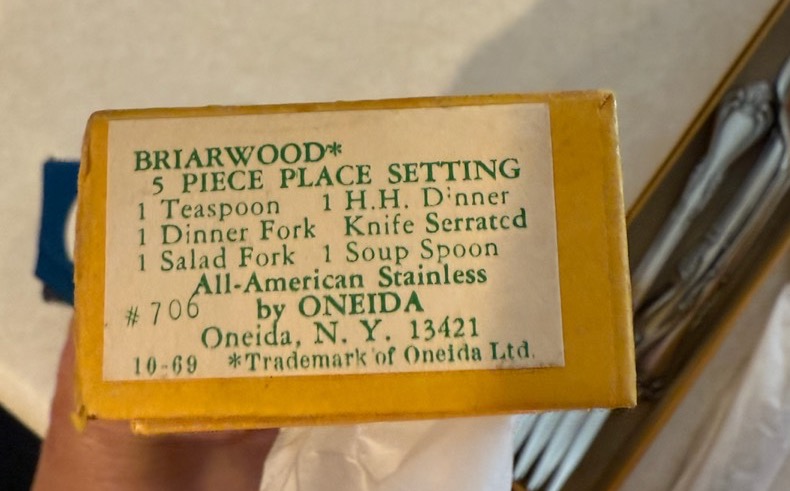 BRIARWOOD*
5 PIECE PLACE SETTING
1 Teaspoon 1 H.H. Dinner
1 Dinner Fork Knife Serrated
1 Salad Fork 1 Soup Spoon
All-American Stainless
#706 by ONEIDA
Oneida, N. Y. 13421
10-69 *Trademark of Oneida Ltd.